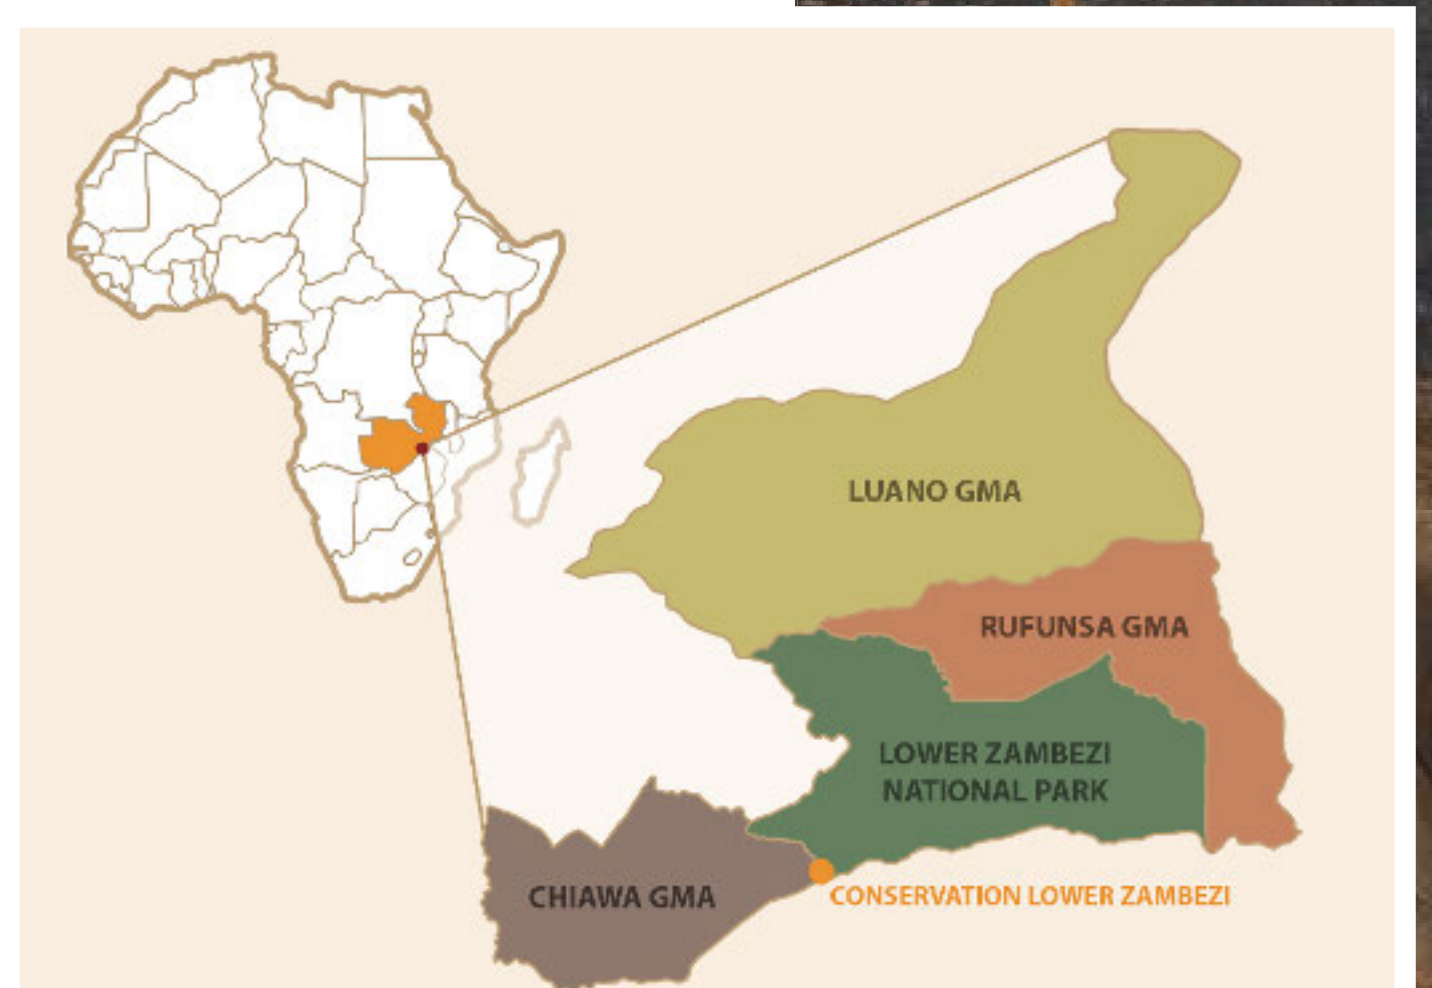 LUANO GMA
RUFUNSA GMA
LOWER ZAMBEZI
NATIONAL PARK
CHIAWA GMA
CONSERVATION LOWER ZAMBEZI